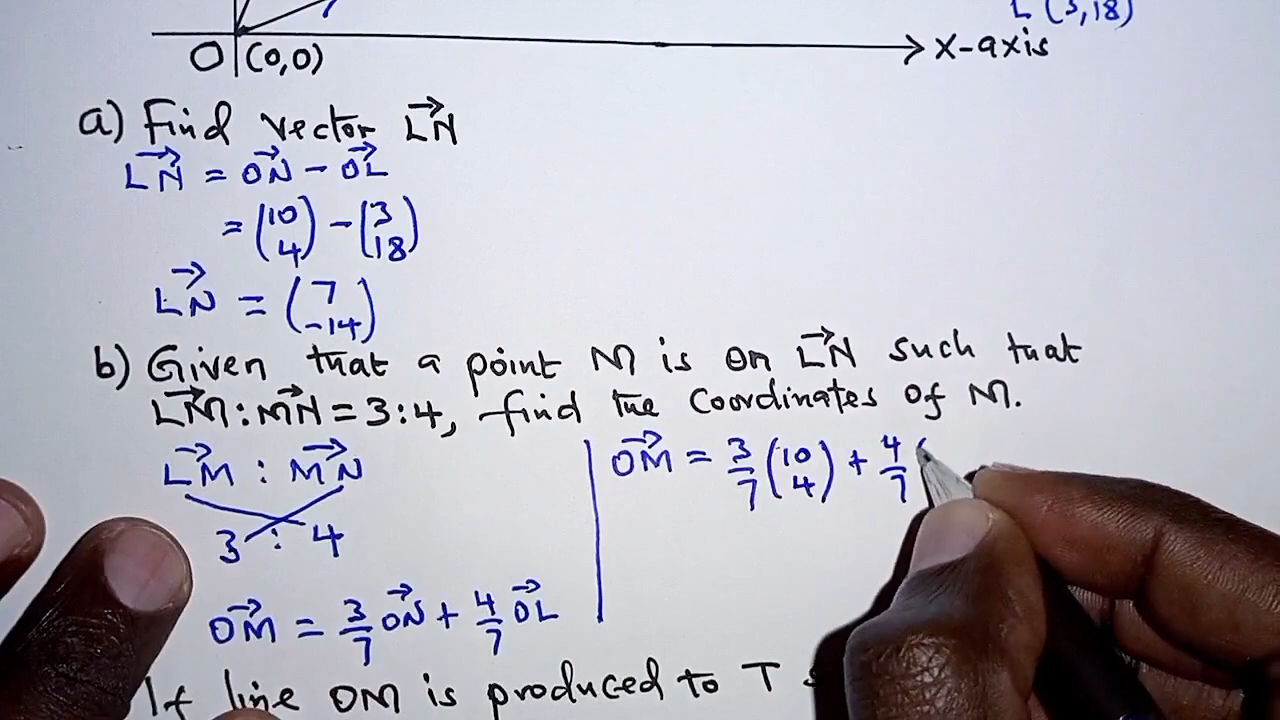 L (3,18)
O (0,0) X-axis
a) Find vector →LN
→LN = →ON - →OL
= (10 4) - (3 18)
→LN = (7 -14)
b) Given that a point M is on →LN such that
→LM : →MN = 3:4, find the coordinates of M.
→LM : →MN
3 : 4
→OM = 3/7 →ON + 4/7 →OL
→OM = 3/7 (10 4) + 4/7 (
If line OM is produced to T